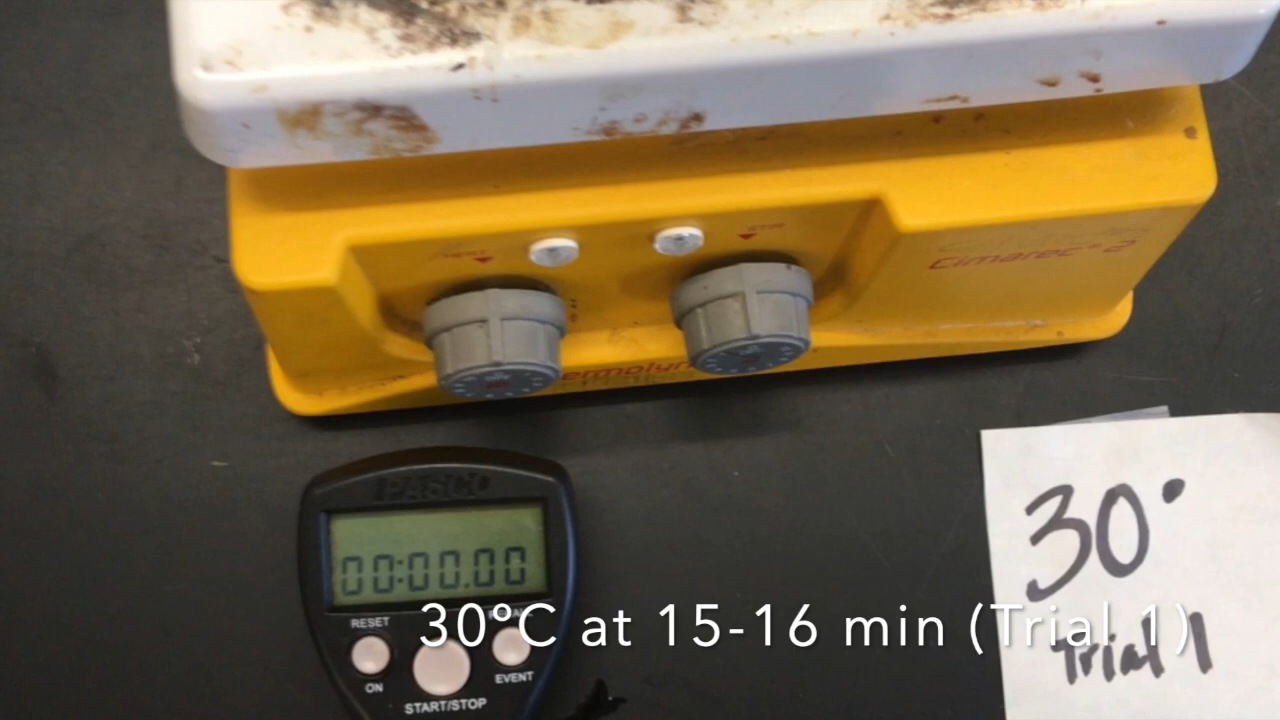 Cimarec® 2
PASCO
00:00.00
RESET
ON
START/STOP
EVENT
30°
Trial 1
30°C at 15-16 min (Trial 1)